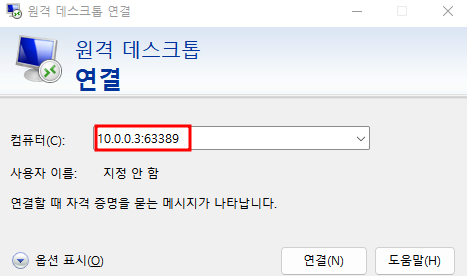 원격 데스크톱 연결
원격 데스크톱
연결
컴퓨터(C): 10.0.0.3:63389
사용자 이름: 지정 안 함
연결할 때 자격 증명을 묻는 메시지가 나타납니다.
옵션 표시(O) 연결(N) 도움말(H)